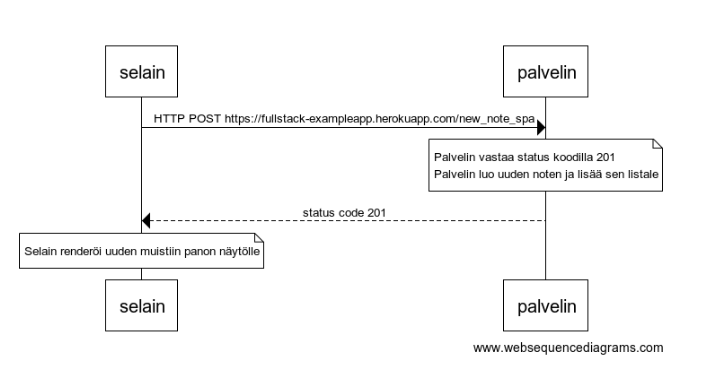 selain
palvelin
HTTP POST https://fullstack-exampleapp.herokuapp.com/new_note_spa
Palvelin vastaa status koodilla 201
Palvelin luo uuden noten ja lisää sen listale
status code 201
Selain renderöi uuden muistiin panon näytölle
selain
palvelin
www.websequencediagrams.com